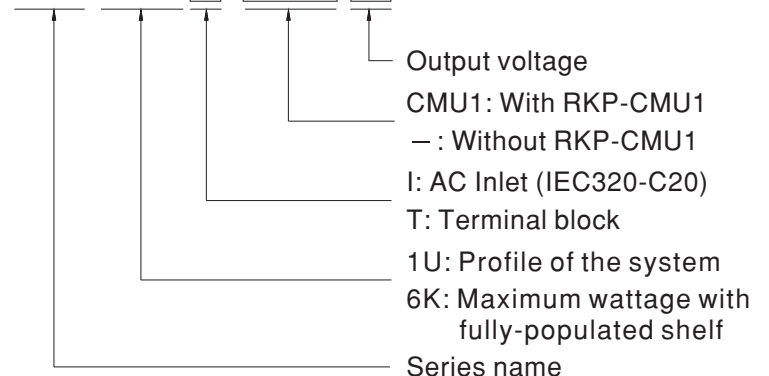 Output voltage
CMU1: With RKP-CMU1
– : Without RKP-CMU1
I: AC Inlet (IEC320-C20)
T: Terminal block
1U: Profile of the system
6K: Maximum wattage with
fully-populated shelf
Series name